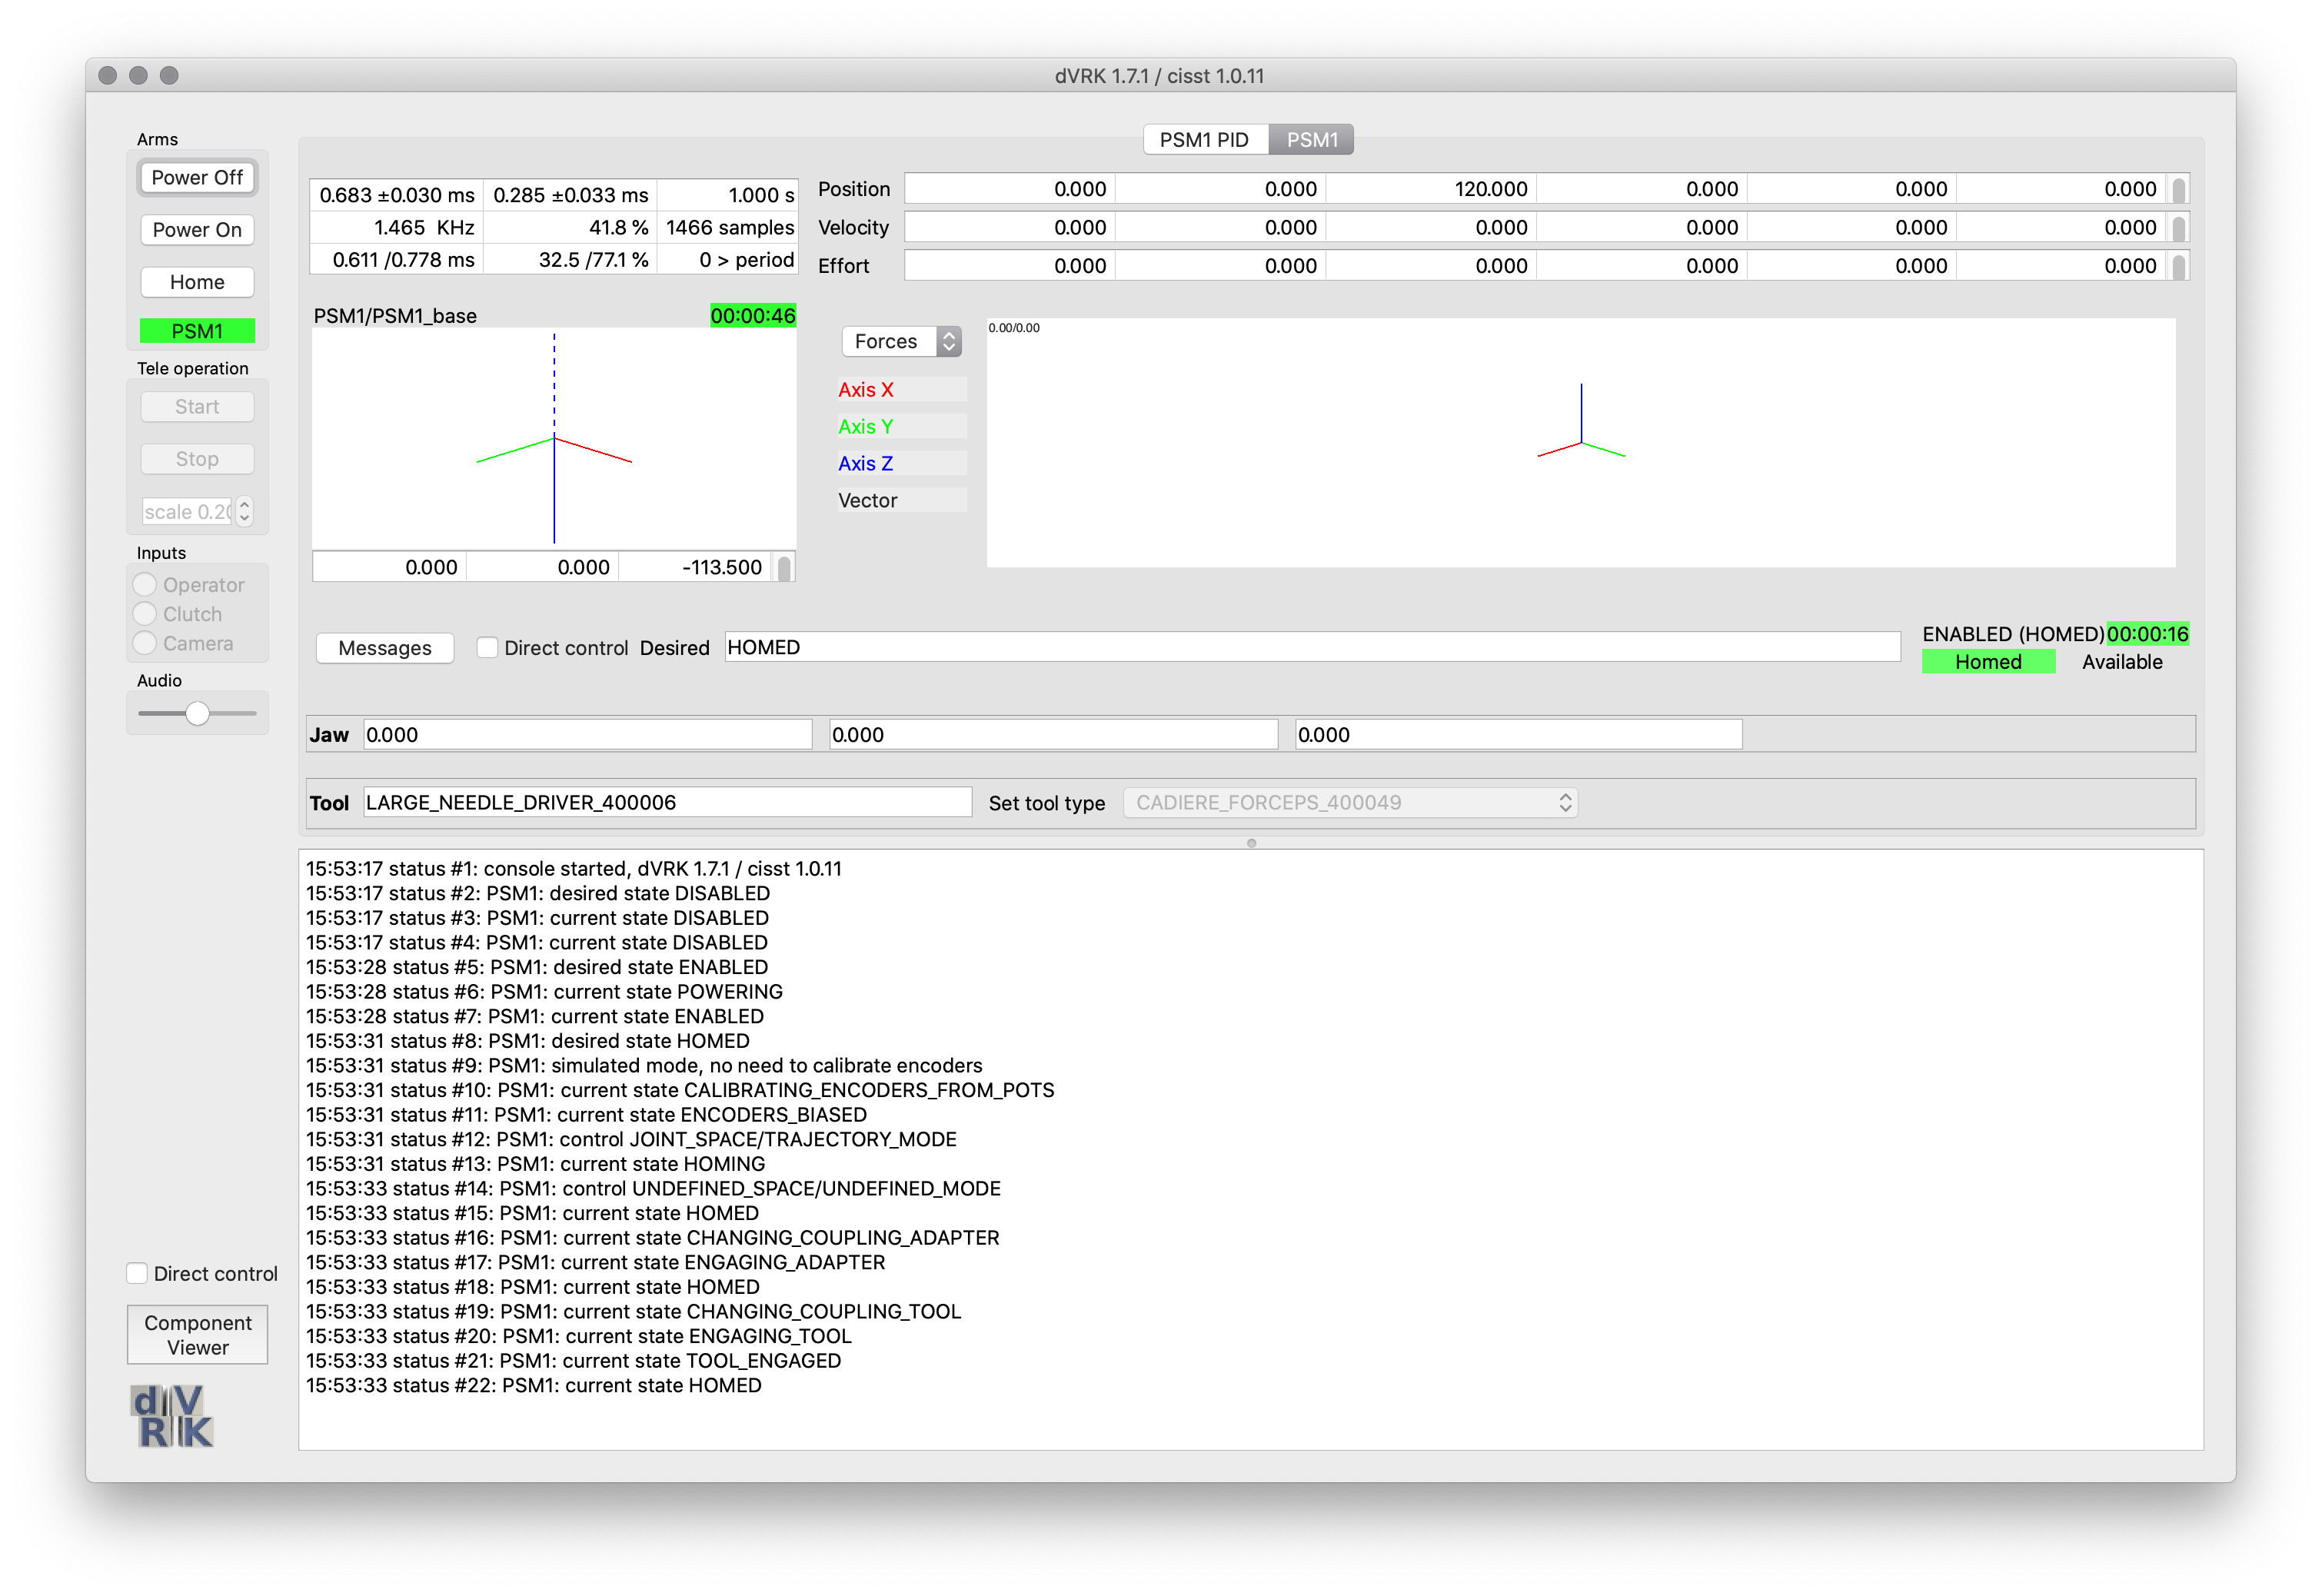 dVRK 1.7.1 / cisst 1.0.11
Arms
Power Off
Power On
Home
PSM1
Tele operation
Start
Stop
scale 0.20
Inputs
Operator
Clutch
Camera
Audio
Direct control
Component
Viewer
dV
RK
PSM1 PID PSM1
0.683 ±0.030 ms 0.285 ±0.033 ms 1.000 s
1.465 KHz 41.8 % 1466 samples
0.611 /0.778 ms 32.5 /77.1 % 0 > period
Position 0.000 0.000 120.000 0.000 0.000 0.000
Velocity 0.000 0.000 0.000 0.000 0.000 0.000
Effort 0.000 0.000 0.000 0.000 0.000 0.000
PSM1/PSM1_base 00:00:46
0.000 0.000 -113.500
Forces
Axis X
Axis Y
Axis Z
Vector
0.00/0.00
Messages Direct control Desired HOMED
ENABLED (HOMED) 00:00:16
Homed Available
Jaw 0.000 0.000 0.000
Tool LARGE_NEEDLE_DRIVER_400006 Set tool type CADIERE_FORCEPS_400049
15:53:17 status #1: console started, dVRK 1.7.1 / cisst 1.0.11
15:53:17 status #2: PSM1: desired state DISABLED
15:53:17 status #3: PSM1: current state DISABLED
15:53:17 status #4: PSM1: current state DISABLED
15:53:28 status #5: PSM1: desired state ENABLED
15:53:28 status #6: PSM1: current state POWERING
15:53:28 status #7: PSM1: current state ENABLED
15:53:31 status #8: PSM1: desired state HOMED
15:53:31 status #9: PSM1: simulated mode, no need to calibrate encoders
15:53:31 status #10: PSM1: current state CALIBRATING_ENCODERS_FROM_POTS
15:53:31 status #11: PSM1: current state ENCODERS_BIASED
15:53:31 status #12: PSM1: control JOINT_SPACE/TRAJECTORY_MODE
15:53:31 status #13: PSM1: current state HOMING
15:53:33 status #14: PSM1: control UNDEFINED_SPACE/UNDEFINED_MODE
15:53:33 status #15: PSM1: current state HOMED
15:53:33 status #16: PSM1: current state CHANGING_COUPLING_ADAPTER
15:53:33 status #17: PSM1: current state ENGAGING_ADAPTER
15:53:33 status #18: PSM1: current state HOMED
15:53:33 status #19: PSM1: current state CHANGING_COUPLING_TOOL
15:53:33 status #20: PSM1: current state ENGAGING_TOOL
15:53:33 status #21: PSM1: current state TOOL_ENGAGED
15:53:33 status #22: PSM1: current state HOMED